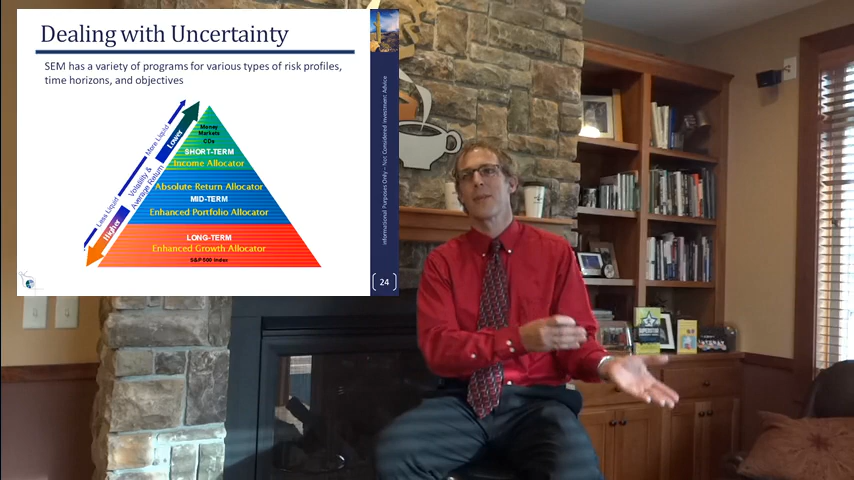 Dealing with Uncertainty
SEM has a variety of programs for various types of risk profiles,
time horizons, and objectives
Money
Markets
CDs
SHORT-TERM
Income Allocator
Absolute Return Allocator
MID-TERM
Enhanced Portfolio Allocator
LONG-TERM
Enhanced Growth Allocator
S&P 500 Index
Less Liquid
More Liquid
Higher
Volatility &
Average Return
Lower
Informational Purposes Only – Not Considered Investment Advice
24